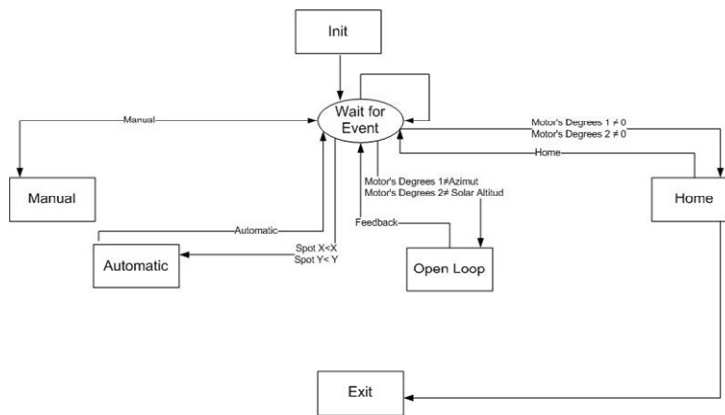 Init
Wait for
Event
Manual
Motor's Degrees 1 ≠ 0
Motor's Degrees 2 ≠ 0
Home
Manual
Motor's Degrees 1≠Azimut
Motor's Degrees 2≠ Solar Altitud
Home
Feedback
Automatic
Spot X<X
Spot Y< Y
Automatic
Open Loop
Exit